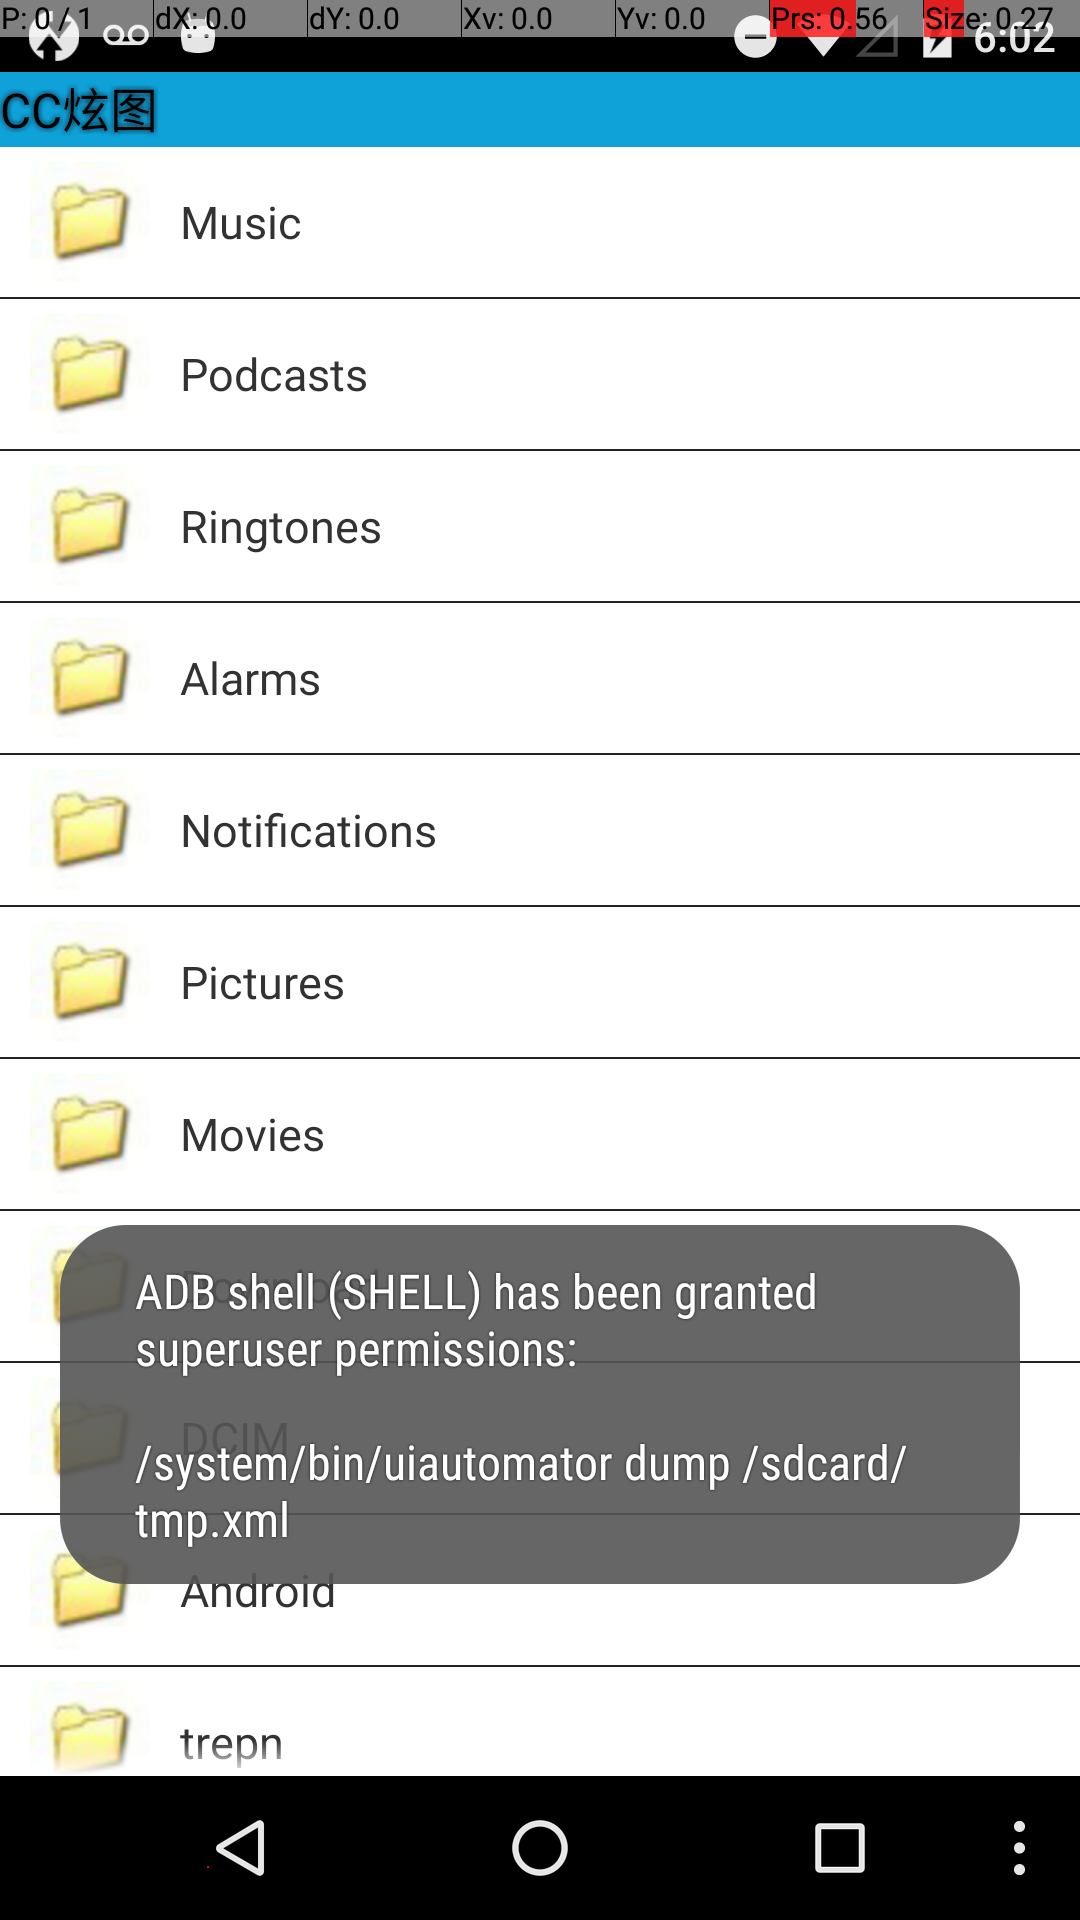 P: 0 / 1 dX: 0.0 dY: 0.0 Xv: 0.0 Yv: 0.0 Prs: 0.56 Size: 0.27
6:02
CC炫图
Music
Podcasts
Ringtones
Alarms
Notifications
Pictures
Movies
Download
ADB shell (SHELL) has been granted
superuser permissions:
DCIM
/system/bin/uiautomator dump /sdcard/
tmp.xml
Android
trepn